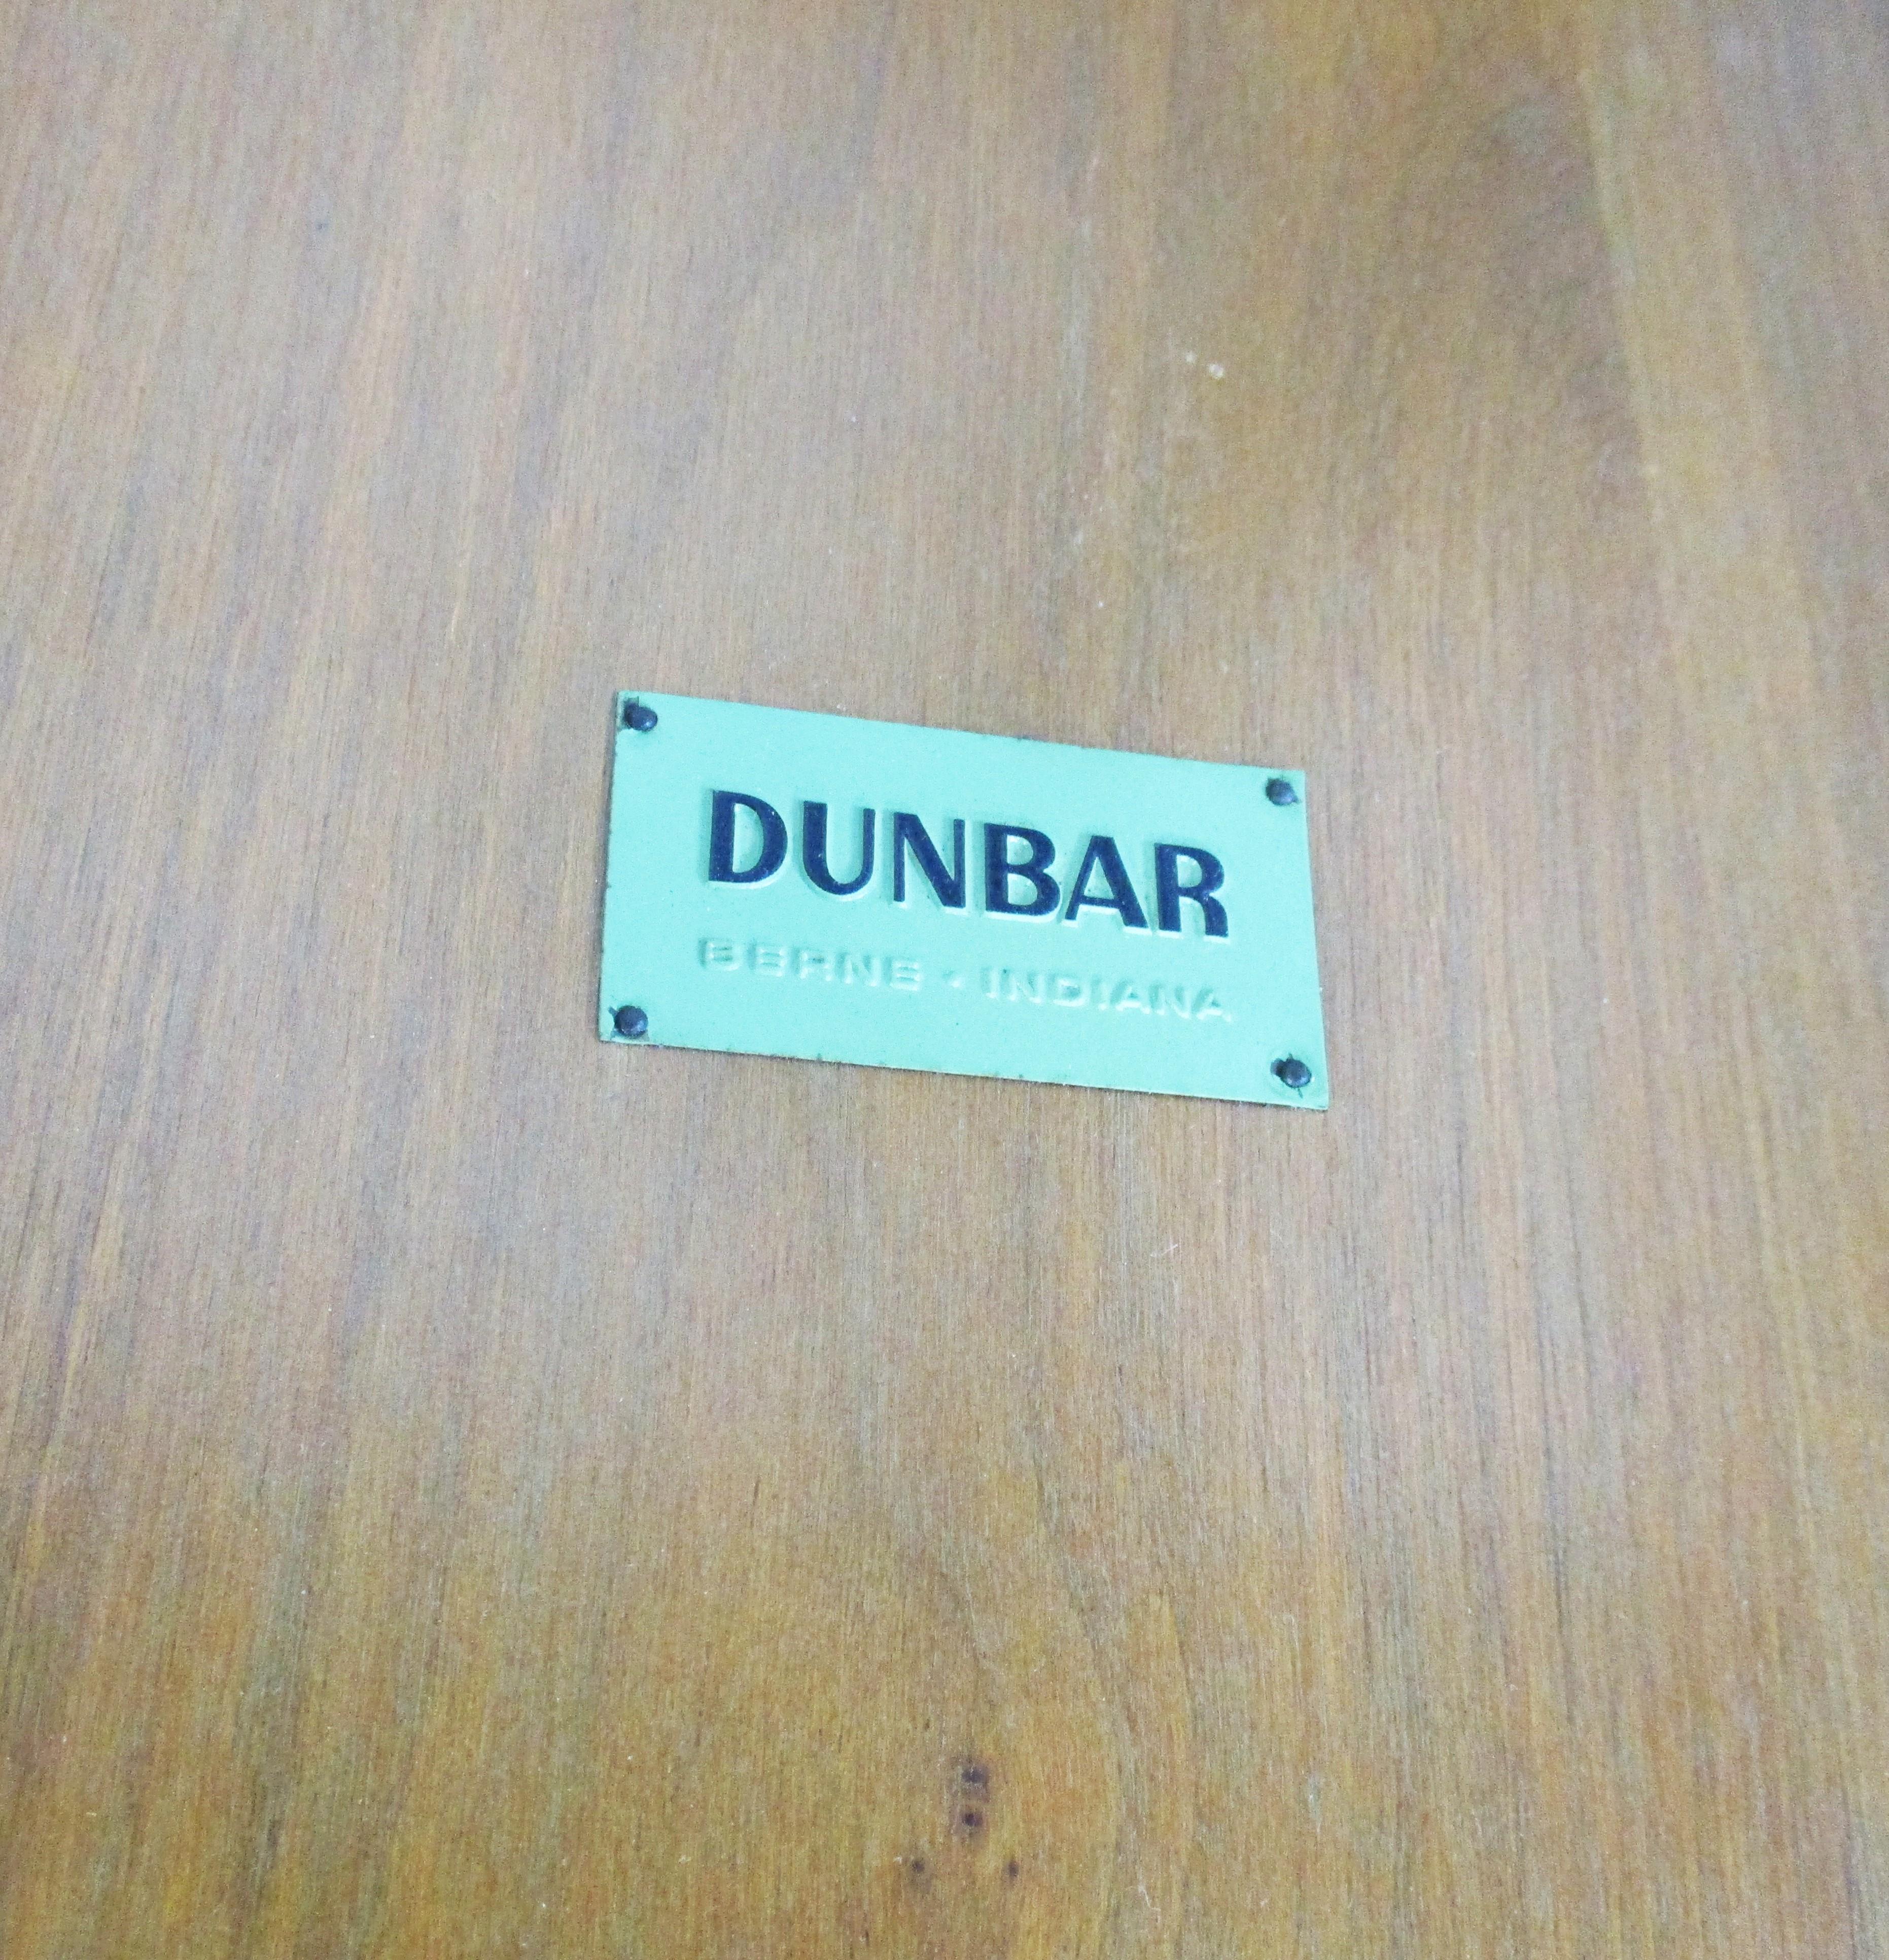 DUNBAR
BERNE · INDIANA